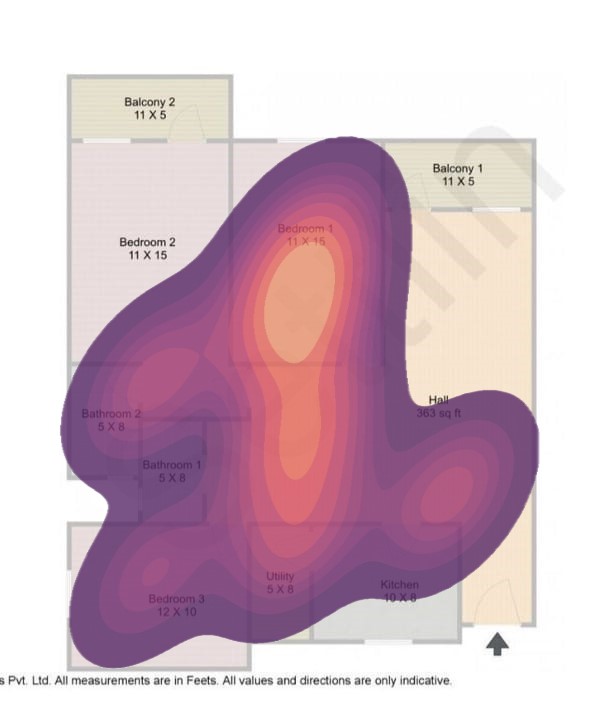 Balcony 2
11 X 5
Balcony 1
11 X 5
Bedroom 1
11 X 15
Bedroom 2
11 X 15
Hall
363 sq ft
Bathroom 2
5 X 8
Bathroom 1
5 X 8
Utility
5 X 8
Kitchen
10 X 8
Bedroom 3
12 X 10
s Pvt. Ltd. All measurements are in Feets. All values and directions are only indicative.